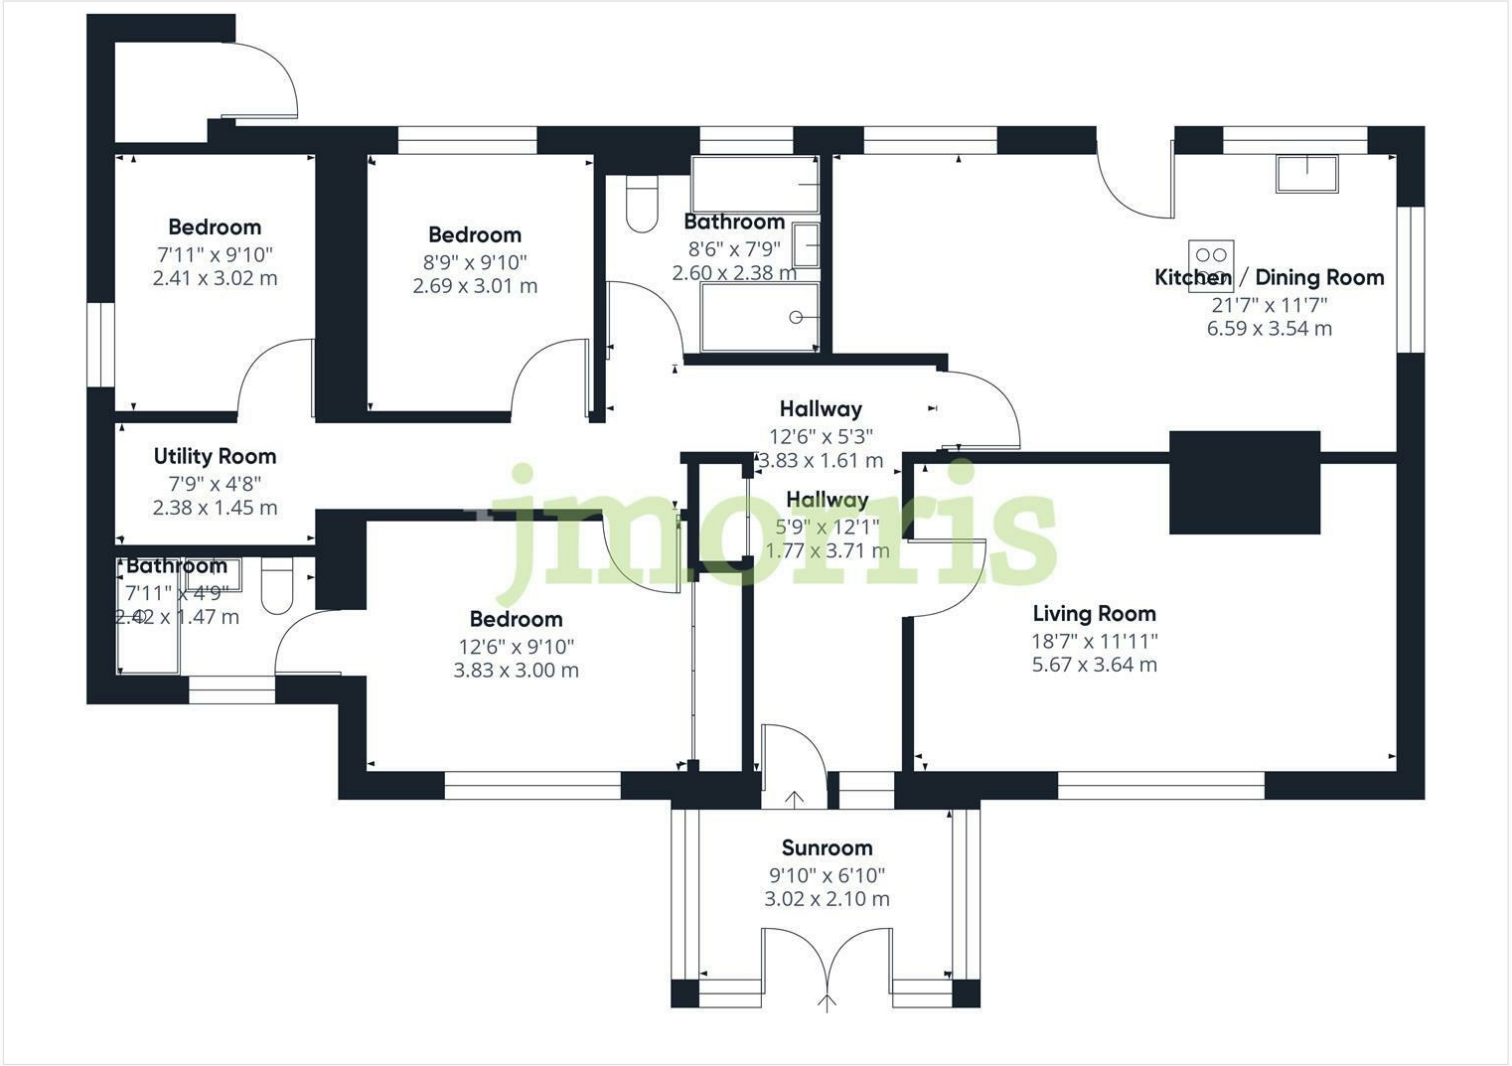 Bedroom
7'11" x 9'10"
2.41 x 3.02 m
Bedroom
8'9" x 9'10"
2.69 x 3.01 m
Bathroom
8'6" x 7'9"
2.60 x 2.38 m
Kitchen / Dining Room
21'7" x 11'7"
6.59 x 3.54 m
Hallway
12'6" x 5'3"
3.83 x 1.61 m
Utility Room
7'9" x 4'8"
2.38 x 1.45 m
Hallway
5'9" x 12'1"
1.77 x 3.71 m
jmorris
Bathroom
7'11" x 4'9"
2.42 x 1.47 m
Bedroom
12'6" x 9'10"
3.83 x 3.00 m
Living Room
18'7" x 11'11"
5.67 x 3.64 m
Sunroom
9'10" x 6'10"
3.02 x 2.10 m